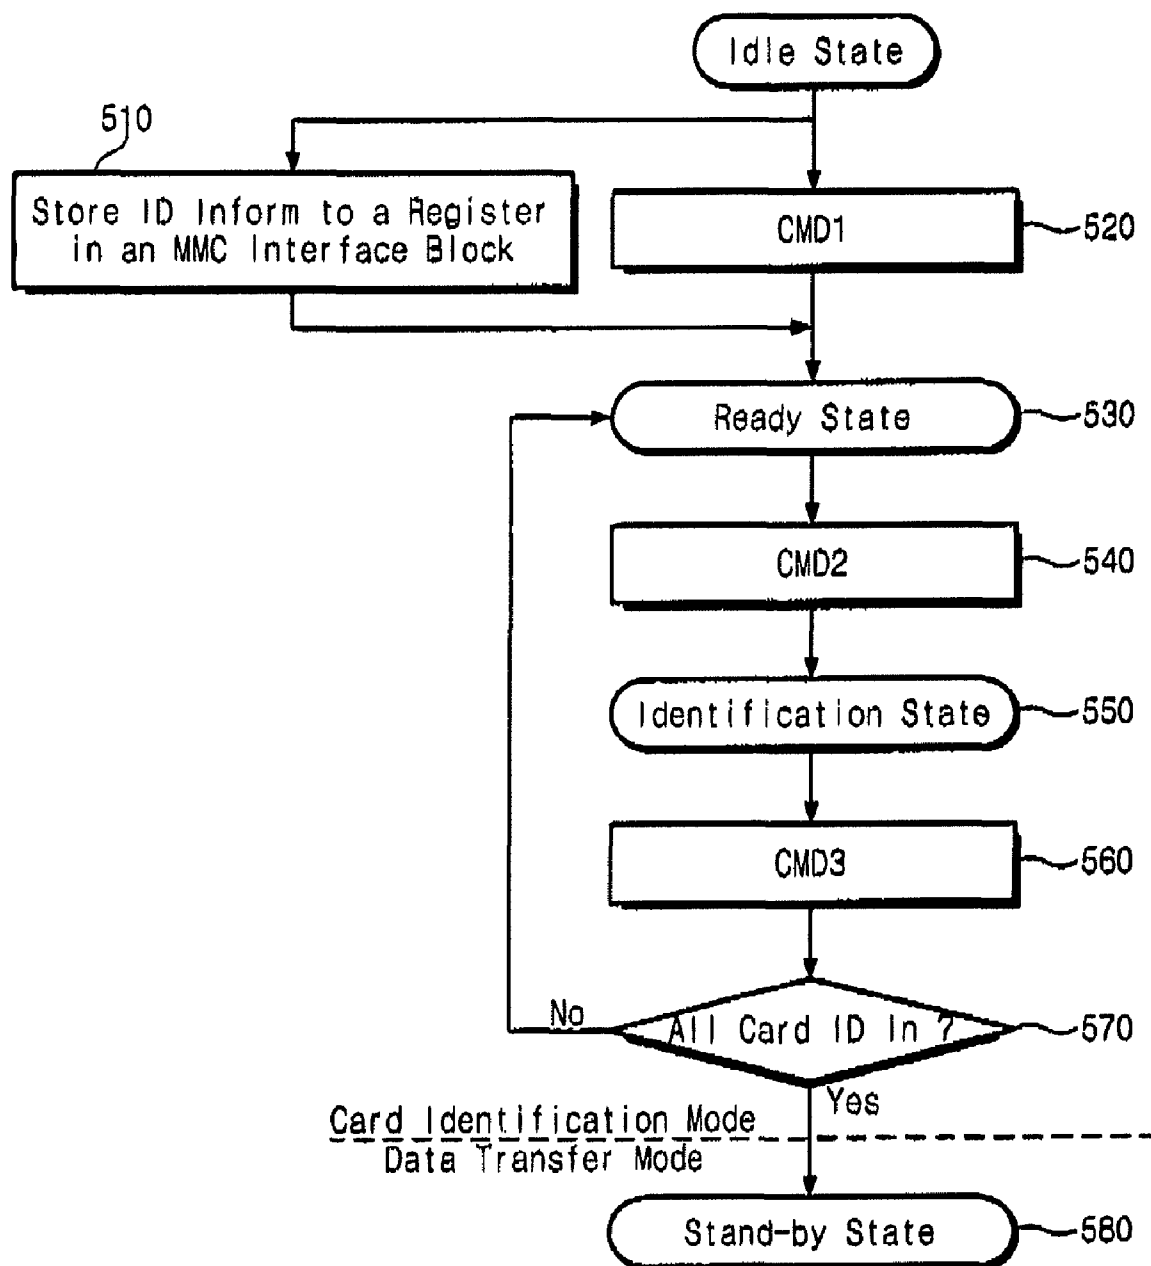 Idle State
510
Store ID Inform to a Register
in an MMC Interface Block
CMD1
520
Ready State
530
CMD2
540
Identification State
550
CMD3
560
No
All Card ID In ?
570
Yes
Card Identification Mode
Data Transfer Mode
Stand-by State
580